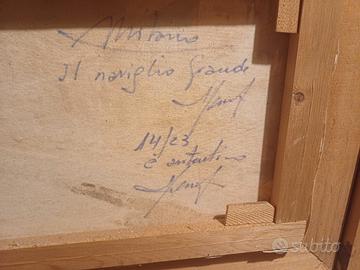 Milano
Il naviglio Grande
14/23
è autentico
subito